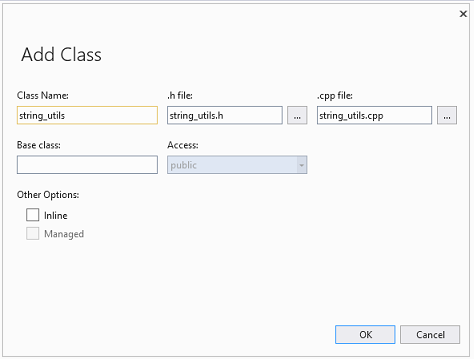 Add Class
Class Name: .h file: .cpp file:
string_utils string_utils.h ... string_utils.cpp ...
Base class: Access:
public
Other Options:
Inline
Managed
OK Cancel